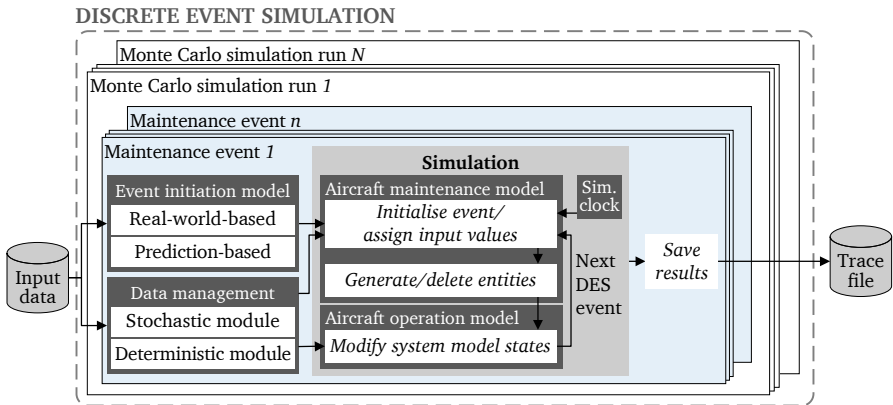 DISCRETE EVENT SIMULATION
Monte Carlo simulation run N
Monte Carlo simulation run 1
Maintenance event n
Maintenance event 1
Simulation
Event initiation model
Real-world-based
Prediction-based
Data management
Stochastic module
Deterministic module
Aircraft maintenance model
Initialise event/
assign input values
Generate/delete entities
Aircraft operation model
Modify system model states
Sim.
clock
Next
DES
event
Save
results
Input
data
Trace
file